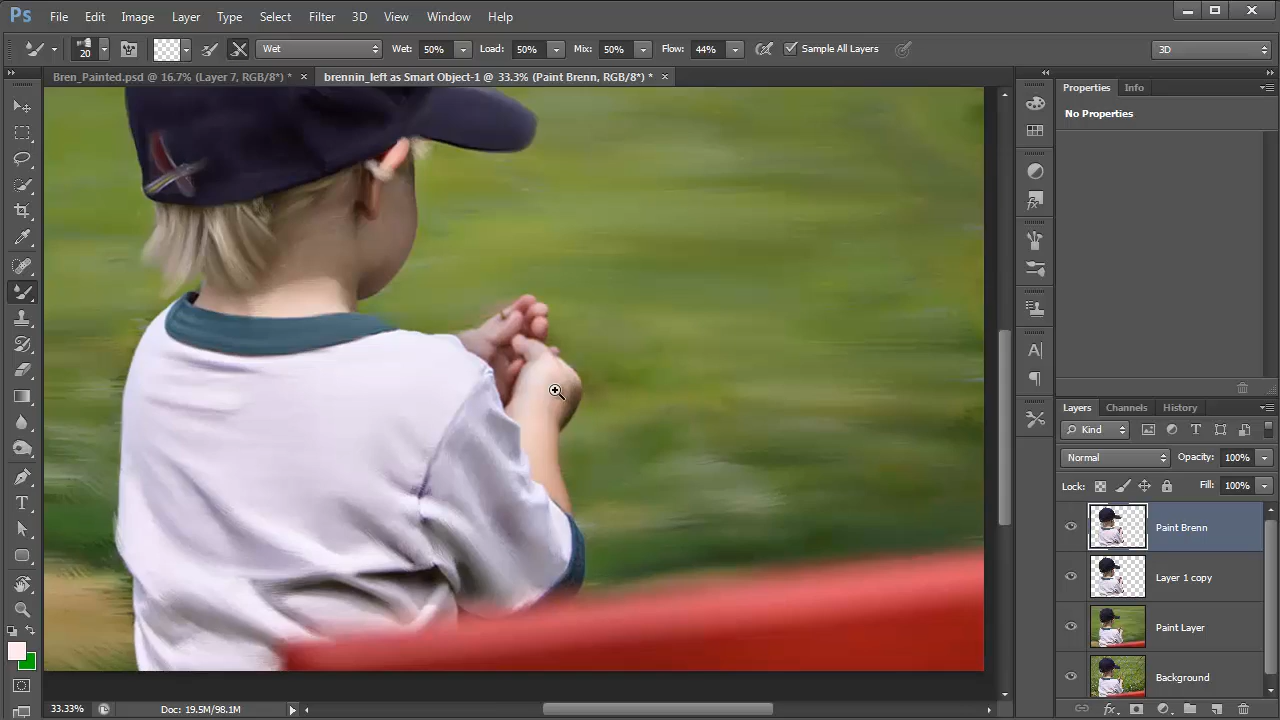 Ps File Edit Image Layer Type Select Filter 3D View Window Help
20 Wet Wet: 50% Load: 50% Mix: 50% Flow: 44% Sample All Layers 3D
Bren_Painted.psd @ 16.7% (Layer 7, RGB/8*) * × brennin_left as Smart Object-1 @ 33.3% (Paint Brenn, RGB/8*) * ×
Properties Info
No Properties
Layers Channels History
Kind
Normal Opacity: 100%
Lock: Fill: 100%
Paint Brenn
Layer 1 copy
Paint Layer
Background
33.33% Doc: 19.5M/98.1M